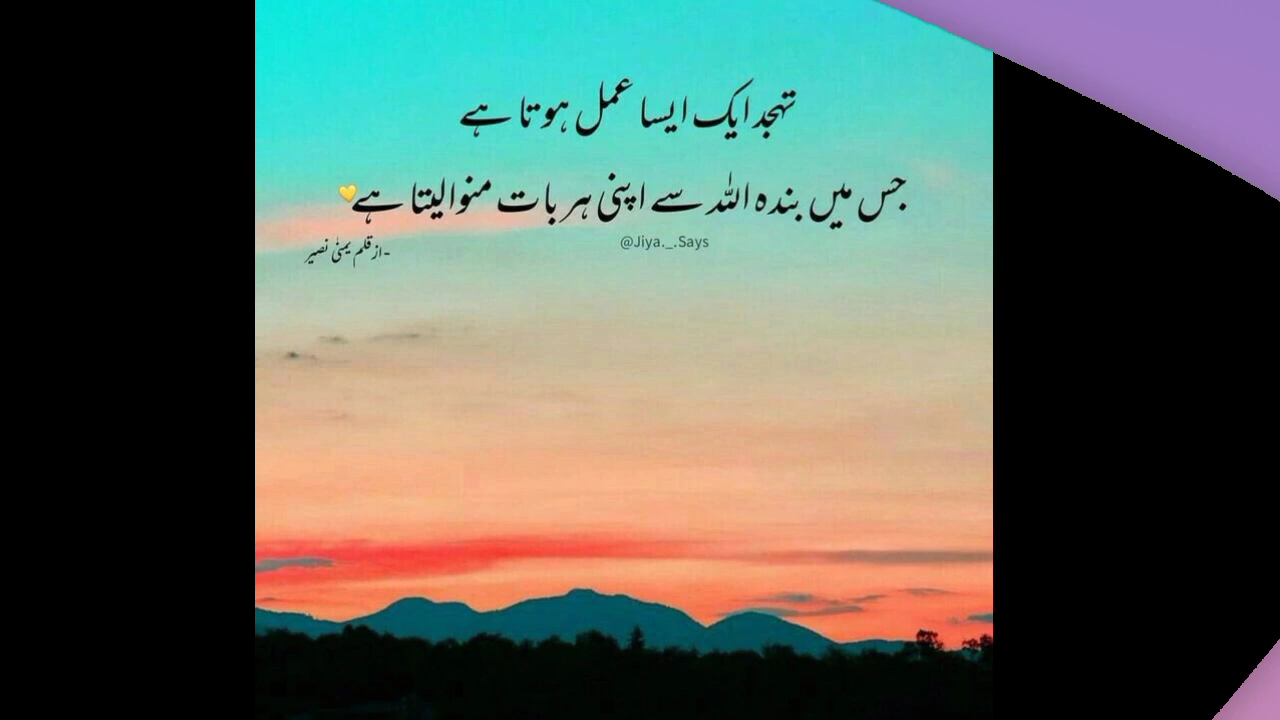 تہجد ایک ایسا عمل ہوتا ہے
جس میں بندہ اللہ سے اپنی ہر بات منوا لیتا ہے💛
@Jiya._.Says
-از قلم یمنیٰ نصیر